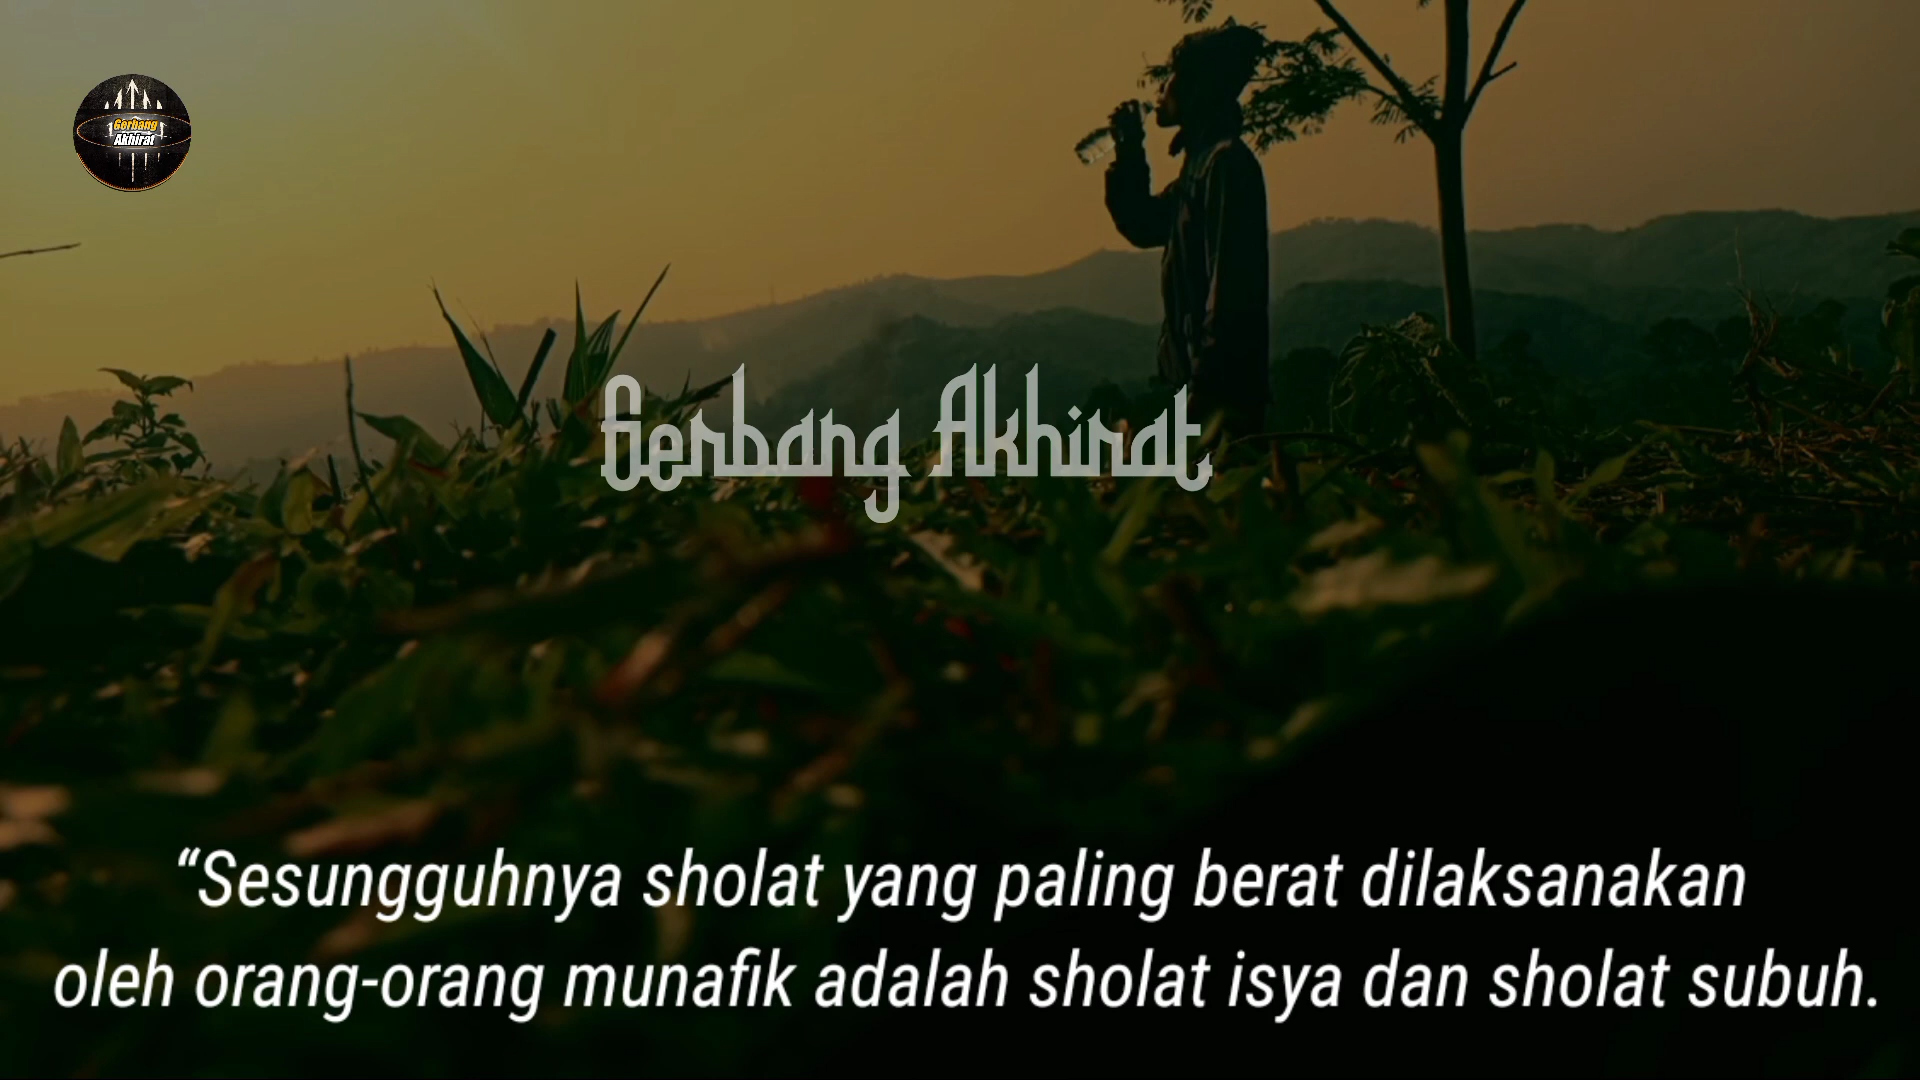 Gerbang
Akhirat
Gerbang Akhirat
“Sesungguhnya sholat yang paling berat dilaksanakan
oleh orang-orang munafik adalah sholat isya dan sholat subuh.